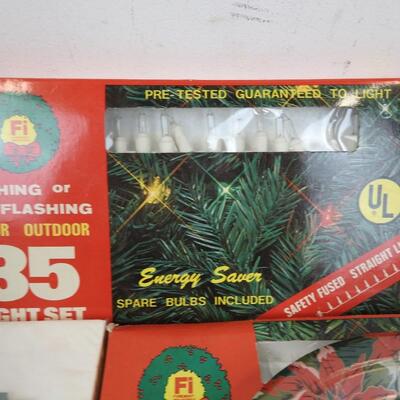 PRE-TESTED GUARANTEED TO LIGHT
Fi
HING or
FLASHING
R OUTDOOR
35
GHT SET
UL
Energy Saver
SPARE BULBS INCLUDED
SAFETY FUSED STRAIGHT L
Fi